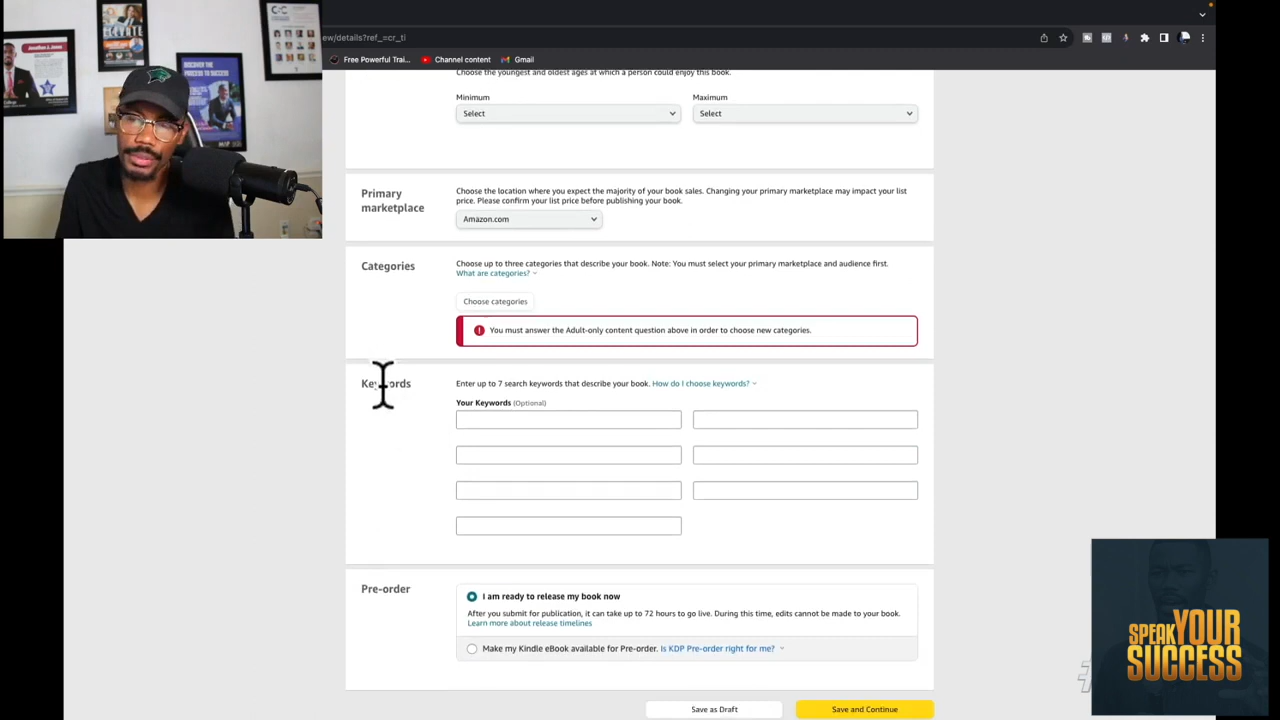 ELEVATE
CXC
Jonathan A. Jones
DISCOVER THE
PROCESS TO
SUCCESS
ew/details?ref_=cr_ti
Free Powerful Trai...
Channel content
Gmail
Choose the youngest and oldest ages at which a person could enjoy this book.
Minimum
Maximum
Select
Select
Primary
marketplace
Choose the location where you expect the majority of your book sales. Changing your primary marketplace may impact your list
price. Please confirm your list price before publishing your book.
Amazon.com
Categories
Choose up to three categories that describe your book. Note: You must select your primary marketplace and audience first.
What are categories?
Choose categories
You must answer the Adult-only content question above in order to choose new categories.
Keywords
Enter up to 7 search keywords that describe your book. How do I choose keywords?
Your Keywords (Optional)
Pre-order
I am ready to release my book now
After you submit for publication, it can take up to 72 hours to go live. During this time, edits cannot be made to your book.
Learn more about release timelines
Make my Kindle eBook available for Pre-order. Is KDP Pre-order right for me?
Save as Draft
Save and Continue
#
SPEAK YOUR
SUCCESS